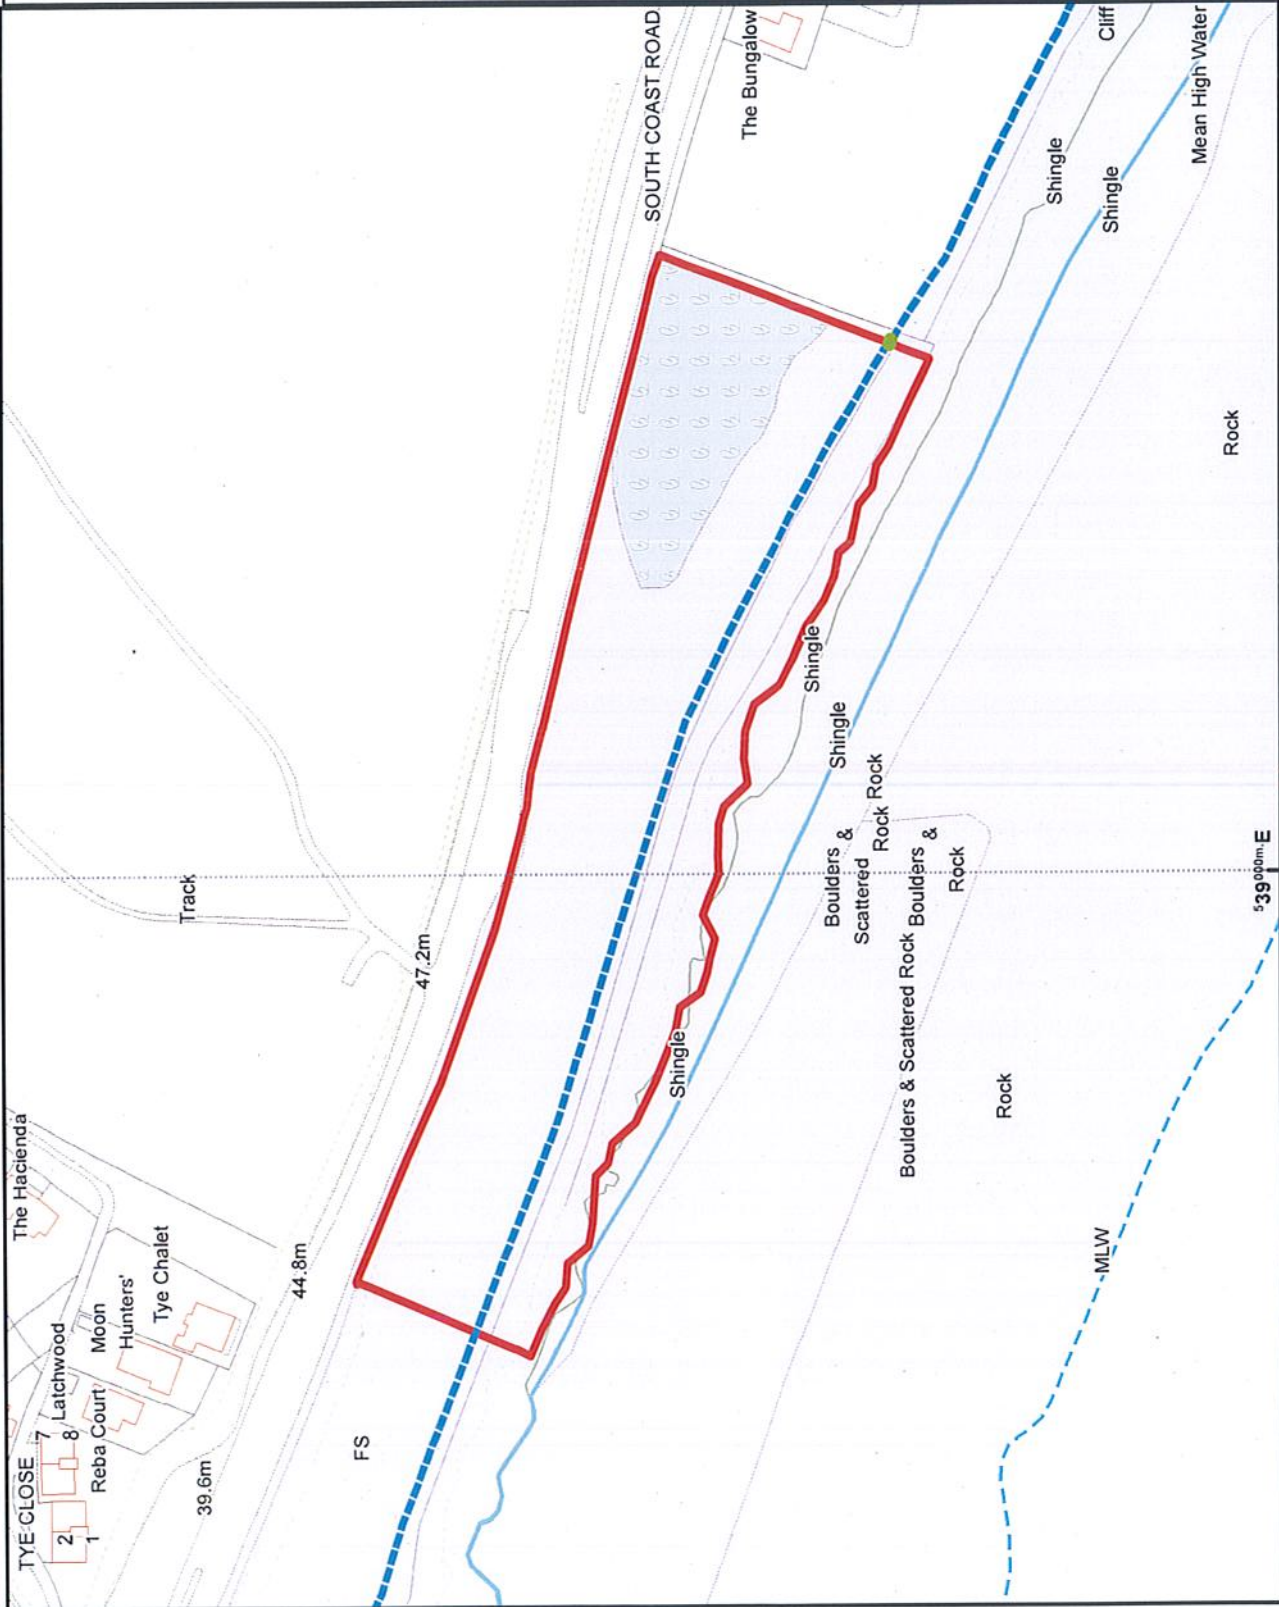 TYE CLOSE
2
1
7
8
Latchwood
Reba Court
Moon
Hunters'
Tye Chalet
The Hacienda
39.6m
44.8m
FS
Track
47.2m
SOUTH COAST ROAD
The Bungalow
Cliff
Mean High Water
Shingle
Shingle
Shingle
Shingle
Shingle
Boulders &
Scattered
Rock Rock
Boulders &
Rock
Boulders & Scattered Rock
Rock
Rock
MLW
539000m.E